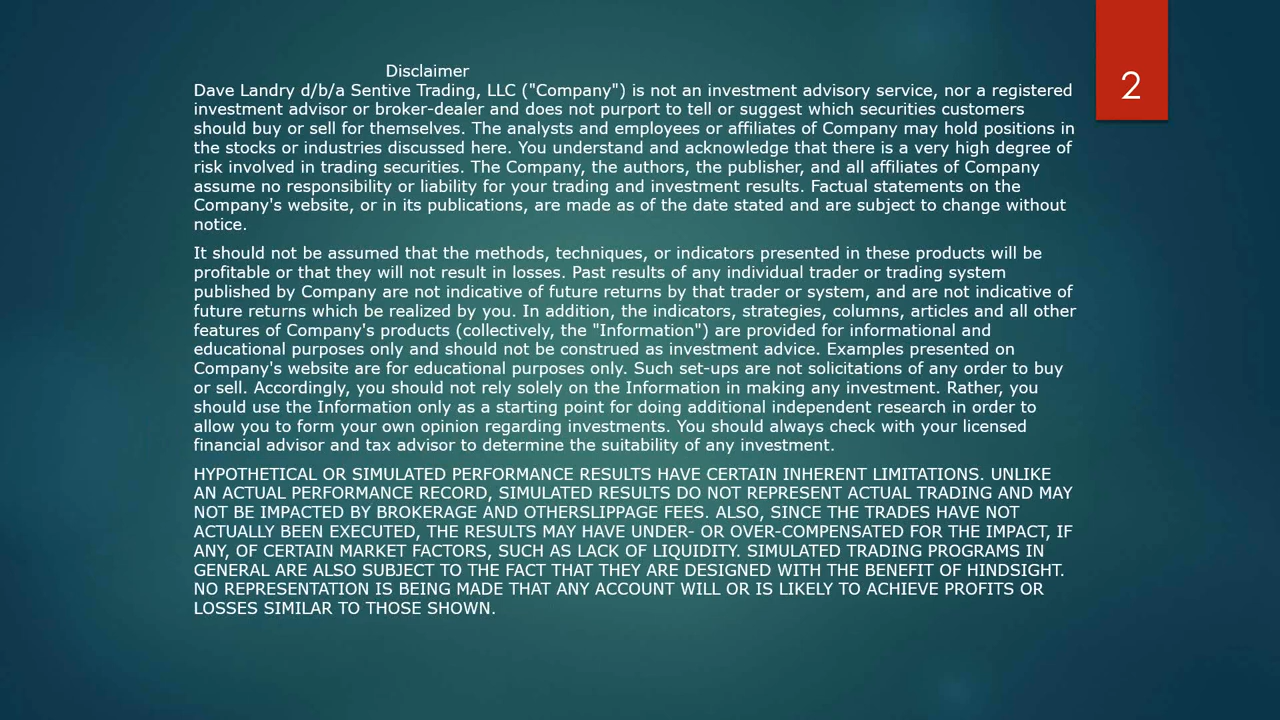 2
Disclaimer
Dave Landry d/b/a Sentive Trading, LLC ("Company") is not an investment advisory service, nor a registered
investment advisor or broker-dealer and does not purport to tell or suggest which securities customers
should buy or sell for themselves. The analysts and employees or affiliates of Company may hold positions in
the stocks or industries discussed here. You understand and acknowledge that there is a very high degree of
risk involved in trading securities. The Company, the authors, the publisher, and all affiliates of Company
assume no responsibility or liability for your trading and investment results. Factual statements on the
Company's website, or in its publications, are made as of the date stated and are subject to change without
notice.
It should not be assumed that the methods, techniques, or indicators presented in these products will be
profitable or that they will not result in losses. Past results of any individual trader or trading system
published by Company are not indicative of future returns by that trader or system, and are not indicative of
future returns which be realized by you. In addition, the indicators, strategies, columns, articles and all other
features of Company's products (collectively, the "Information") are provided for informational and
educational purposes only and should not be construed as investment advice. Examples presented on
Company's website are for educational purposes only. Such set-ups are not solicitations of any order to buy
or sell. Accordingly, you should not rely solely on the Information in making any investment. Rather, you
should use the Information only as a starting point for doing additional independent research in order to
allow you to form your own opinion regarding investments. You should always check with your licensed
financial advisor and tax advisor to determine the suitability of any investment.
HYPOTHETICAL OR SIMULATED PERFORMANCE RESULTS HAVE CERTAIN INHERENT LIMITATIONS. UNLIKE
AN ACTUAL PERFORMANCE RECORD, SIMULATED RESULTS DO NOT REPRESENT ACTUAL TRADING AND MAY
NOT BE IMPACTED BY BROKERAGE AND OTHERSLIPPAGE FEES. ALSO, SINCE THE TRADES HAVE NOT
ACTUALLY BEEN EXECUTED, THE RESULTS MAY HAVE UNDER- OR OVER-COMPENSATED FOR THE IMPACT, IF
ANY, OF CERTAIN MARKET FACTORS, SUCH AS LACK OF LIQUIDITY. SIMULATED TRADING PROGRAMS IN
GENERAL ARE ALSO SUBJECT TO THE FACT THAT THEY ARE DESIGNED WITH THE BENEFIT OF HINDSIGHT.
NO REPRESENTATION IS BEING MADE THAT ANY ACCOUNT WILL OR IS LIKELY TO ACHIEVE PROFITS OR
LOSSES SIMILAR TO THOSE SHOWN.